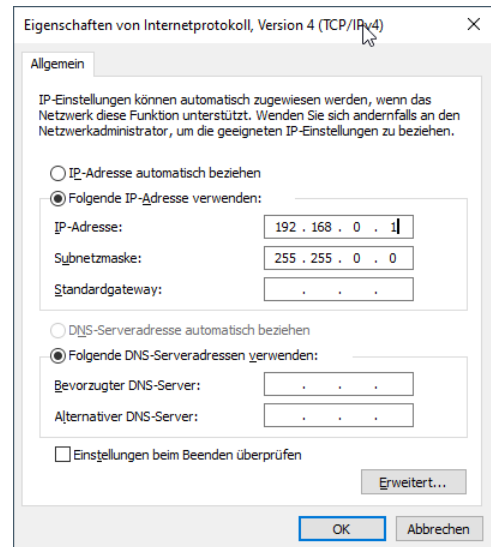 Eigenschaften von Internetprotokoll, Version 4 (TCP/IPv4)
Allgemein
IP-Einstellungen können automatisch zugewiesen werden, wenn das
Netzwerk diese Funktion unterstützt. Wenden Sie sich andernfalls an den
Netzwerkadministrator, um die geeigneten IP-Einstellungen zu beziehen.
IP-Adresse automatisch beziehen
Folgende IP-Adresse verwenden:
IP-Adresse: 192 . 168 . 0 . 1
Subnetzmaske: 255 . 255 . 0 . 0
Standardgateway: . . .
DNS-Serveradresse automatisch beziehen
Folgende DNS-Serveradressen verwenden:
Bevorzugter DNS-Server: . . .
Alternativer DNS-Server: . . .
Einstellungen beim Beenden überprüfen
Erweitert...
OK Abbrechen